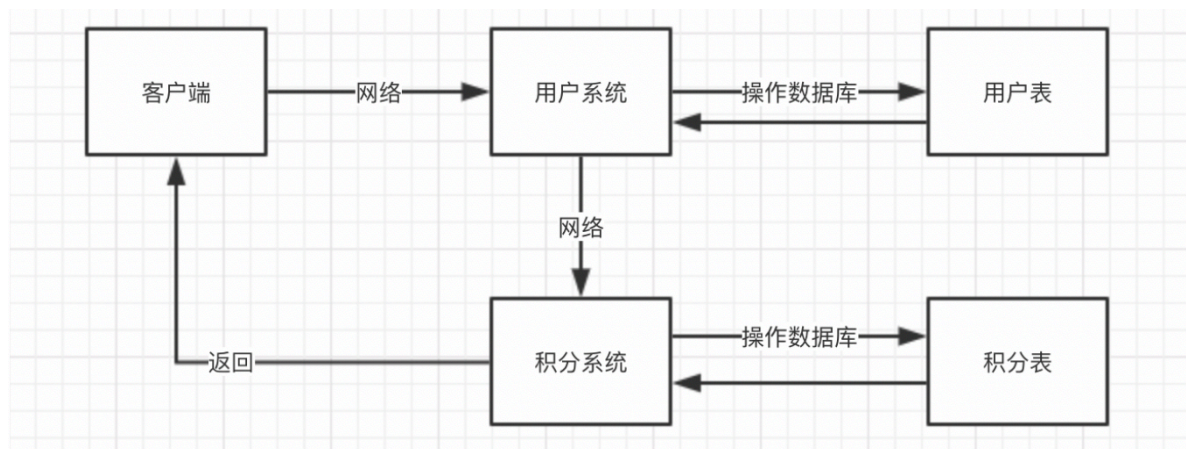 客户端
网络
用户系统
操作数据库
用户表
网络
返回
积分系统
操作数据库
积分表